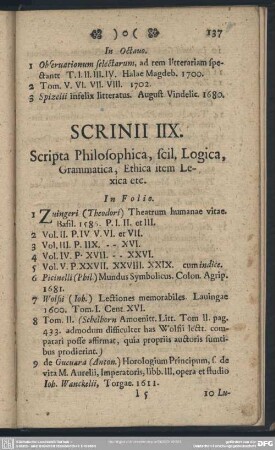 )o( 137
In Octavo.
1 Observationum selectarum, ad rem litterariam spe-
ctantt T. I. II. III. IV. Halae Magdeb. 1700.
2 Tom. V. VI. VII. VIII. 1702.
3 Spizelii Infelix litteratus. August Vindelic. 1680.
SCRINII IIX.
Scripta Philosophica, scil, Logica,
Grammatica, Ethica item Le-
xica etc.
In Folio.
1 Zuingeri (Theodori) Theatrum humanae vitae.
Basil. P. I. II. et III.
2 Vol. II. P. IV. V. VI. et VII.
3 Vol. III. P. IIX. - - XVI.
4 Vol. IV. P. XVII - - XXVI.
5 Vol. V. P. XXVII. XXVIII. XXIX. cum indice.
6 Picinelli (Phil.) Mundus Symbolicus. Colon. Agrip.
1681.
7 Wolfii (Joh.) Lectiones memorabiles. Lauingae
1600. Tom. I. Cent. XVI.
8 Tom. II. (Schelhorn Amoenitt. Litt. Tom II. pag.
433. admodum difficulter has Wolfii lectt. com-
parari posse affirmat, quia propriis auctoris sumti-
bus prodierint.)
9 de Guevara (Anton.) Horologium Principum, s. de
vita M. Aurelii, Imperatoris, libb. III, opera et studio
Ioh. Wanckelii, Torgae. 1611.
I 5 10 Lu-